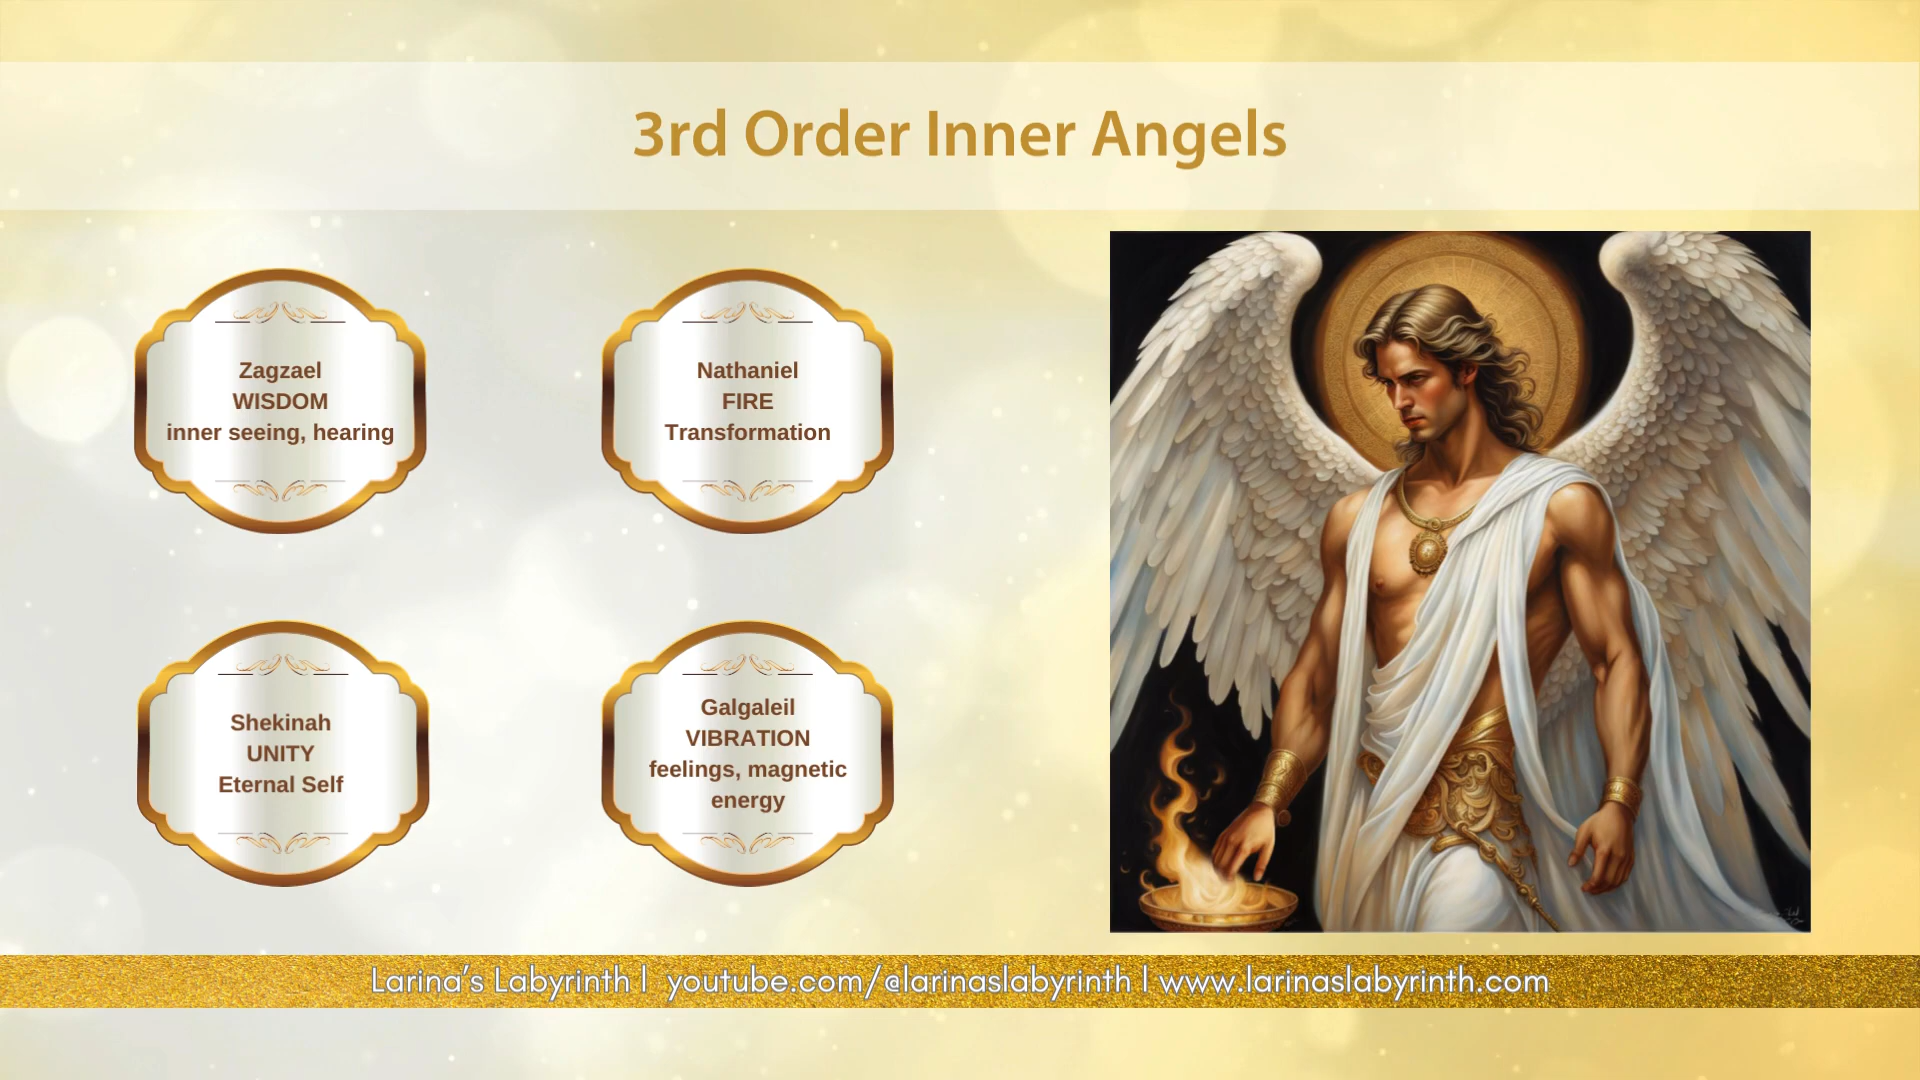 3rd Order Inner Angels
Zagzael
WISDOM
inner seeing, hearing
Nathaniel
FIRE
Transformation
Shekinah
UNITY
Eternal Self
Galgaleil
VIBRATION
feelings, magnetic
energy
Larina's Labyrinth | youtube.com/@larinaslabyrinth | www.larinaslabyrinth.com